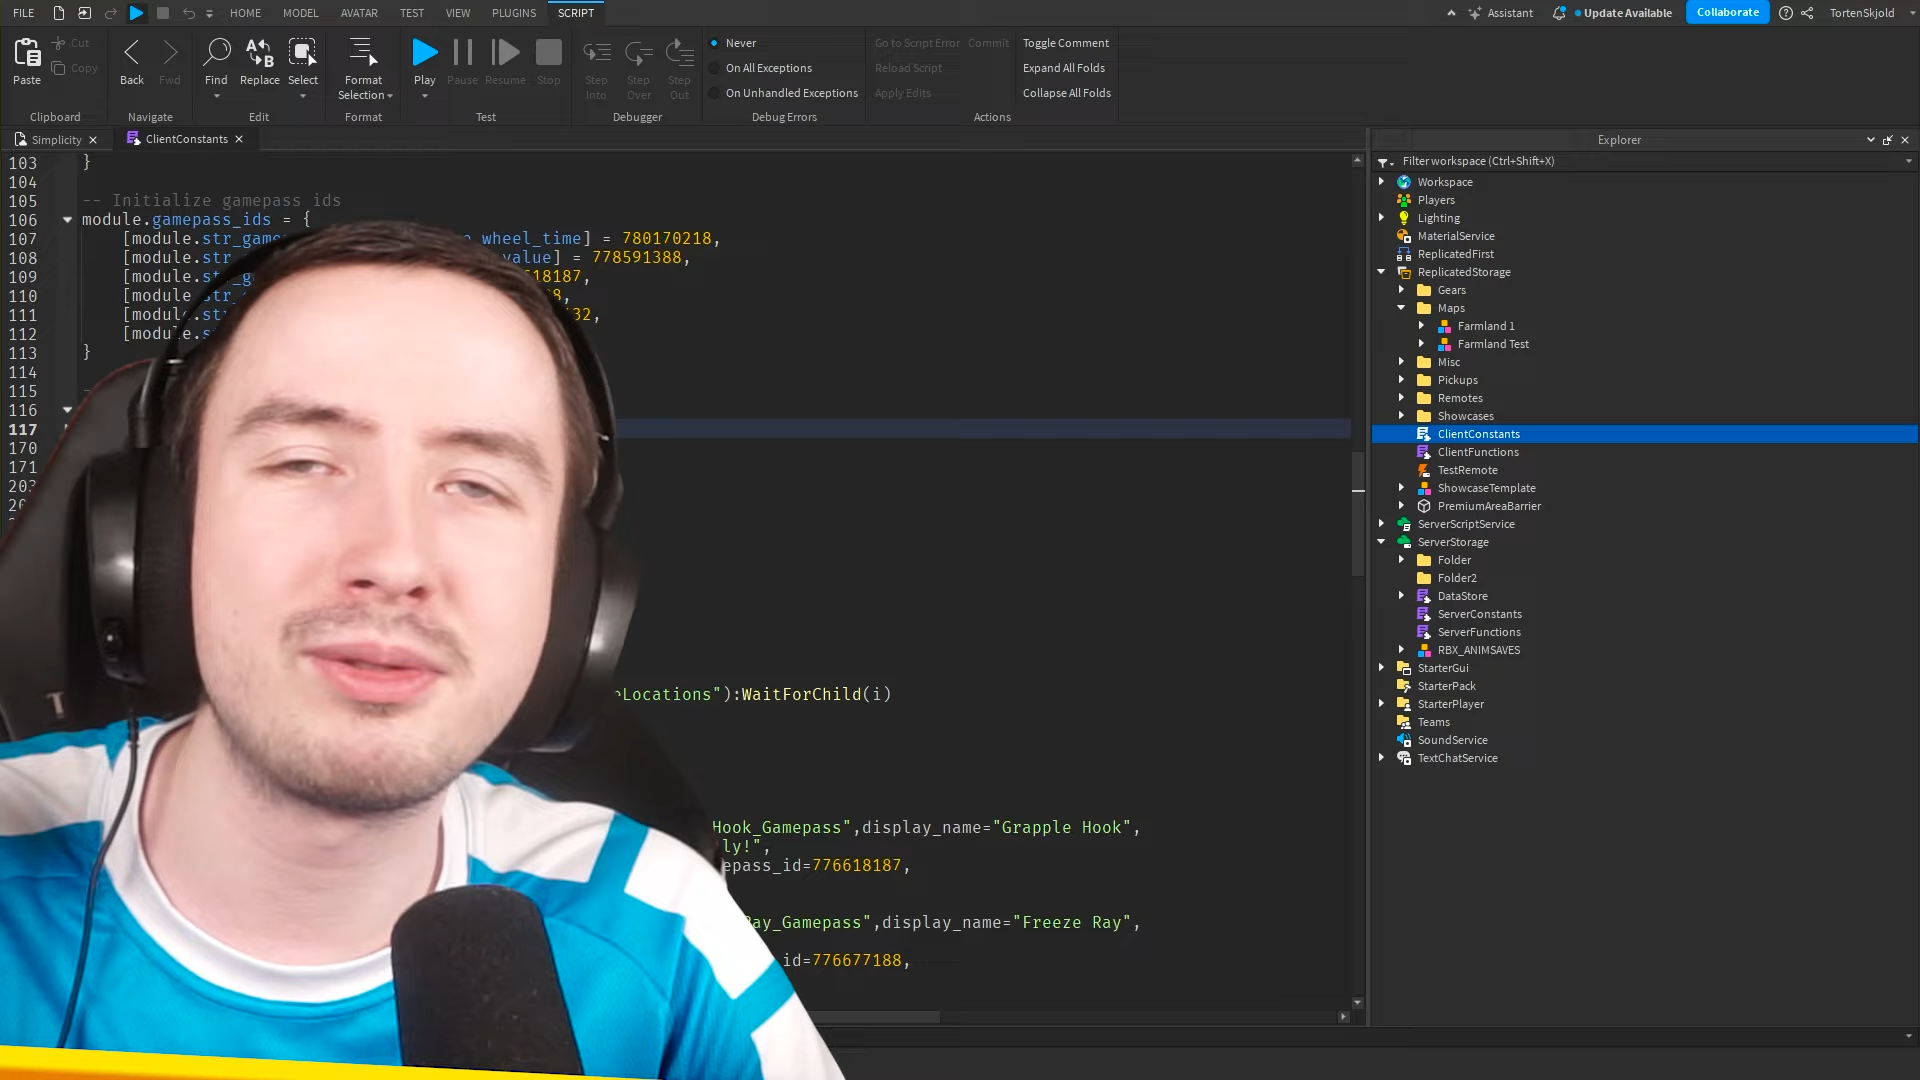 FILE HOME MODEL AVATAR TEST VIEW PLUGINS SCRIPT Assistant Update Available Collaborate TortenSkjold
Paste Cut Copy Back Fwd Find Replace Select Format Selection Play Pause Resume Stop Step Into Step Over Step Out
Never
On All Exceptions
On Unhandled Exceptions
Go to Script Error Commit
Reload Script
Apply Edits
Toggle Comment
Expand All Folds
Collapse All Folds
Clipboard Navigate Edit Format Test Debugger Debug Errors Actions
Simplicity ClientConstants
103 }
104
105 -- Initialize gamepass ids
106 module.gamepass_ids = {
107 [module.str_game wheel_time] = 780170218,
108 [module.str value] = 778591388,
109 [module.st 18187,
110 [module.str 8,
111 [module.st 32,
112 [module.s
113 }
114
115
116
117
170
171
Locations"):WaitForChild(i)
Hook_Gamepass",display_name="Grapple Hook",
ly!",
epass_id=776618187,
Ray_Gamepass",display_name="Freeze Ray",
id=776677188,
Explorer
Filter workspace (Ctrl+Shift+X)
Workspace
Players
Lighting
MaterialService
ReplicatedFirst
ReplicatedStorage
Gears
Maps
Farmland 1
Farmland Test
Misc
Pickups
Remotes
Showcases
ClientConstants
ClientFunctions
TestRemote
ShowcaseTemplate
PremiumAreaBarrier
ServerScriptService
ServerStorage
Folder
Folder2
DataStore
ServerConstants
ServerFunctions
RBX_ANIMSAVES
StarterGui
StarterPack
StarterPlayer
Teams
SoundService
TextChatService